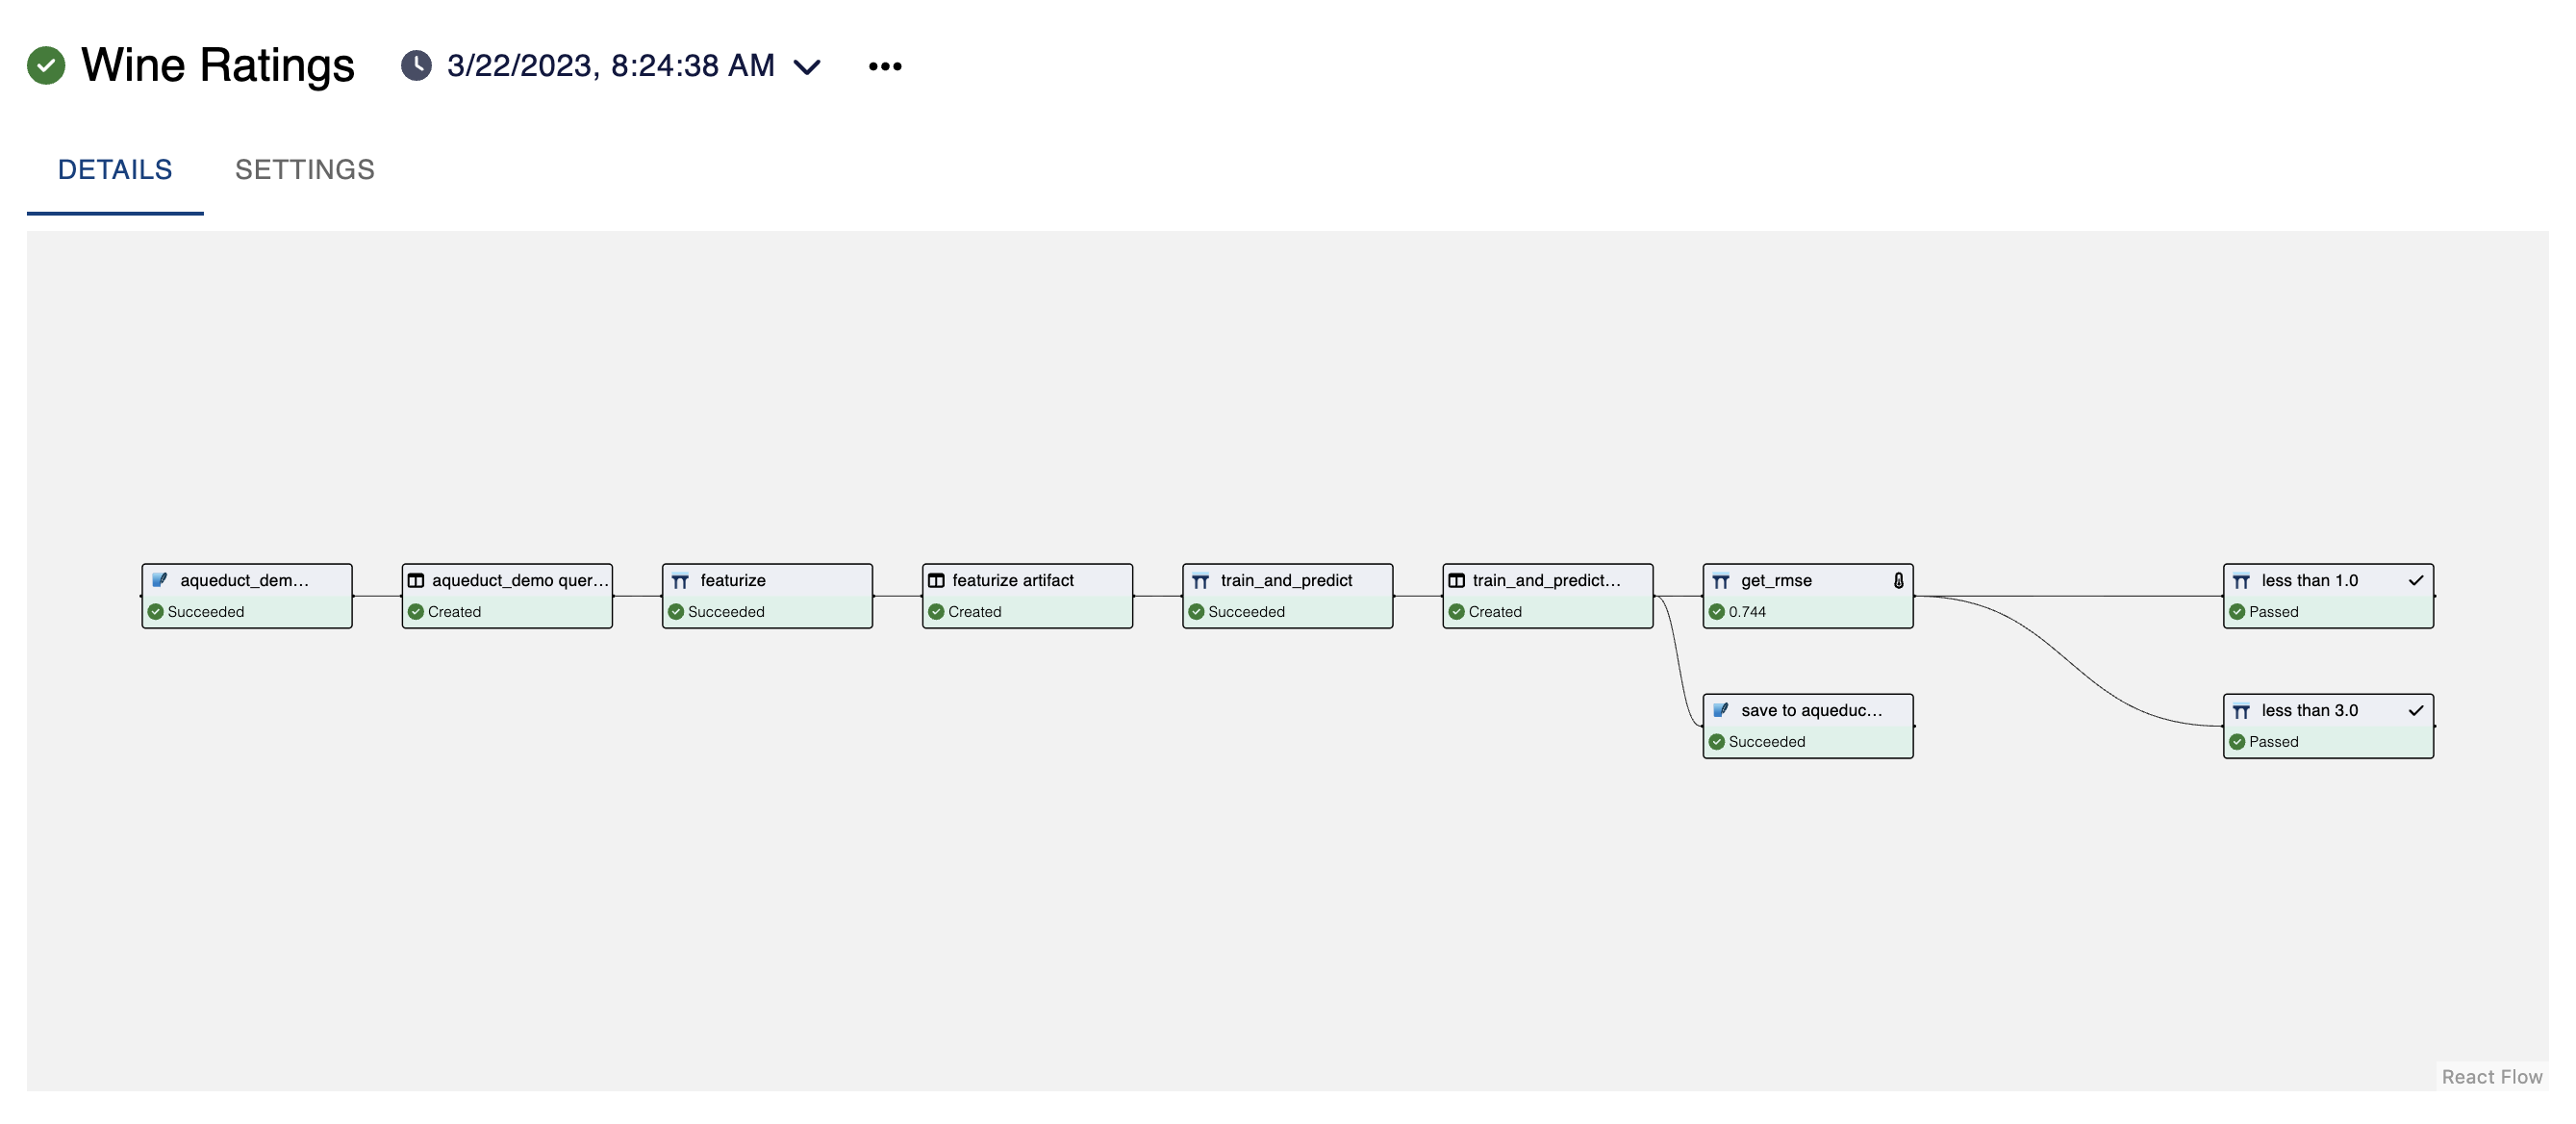 Wine Ratings
3/22/2023, 8:24:38 AM
DETAILS
SETTINGS
aqueduct_dem...
Succeeded
aqueduct_demo quer...
Created
featurize
Succeeded
featurize artifact
Created
train_and_predict
Succeeded
train_and_predict...
Created
get_rmse
0.744
less than 1.0
Passed
save to aqueduc...
Succeeded
less than 3.0
Passed
React Flow